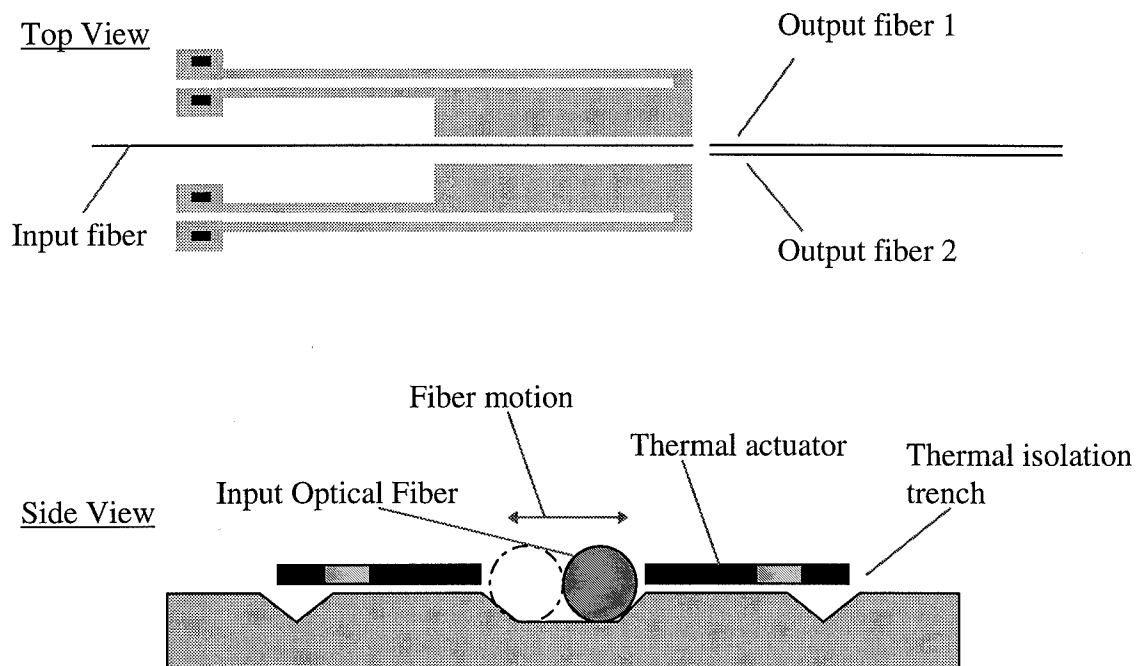 Top View
Output fiber 1
Input fiber
Output fiber 2
Fiber motion
Thermal actuator
Thermal isolation
trench
Input Optical Fiber
Side View